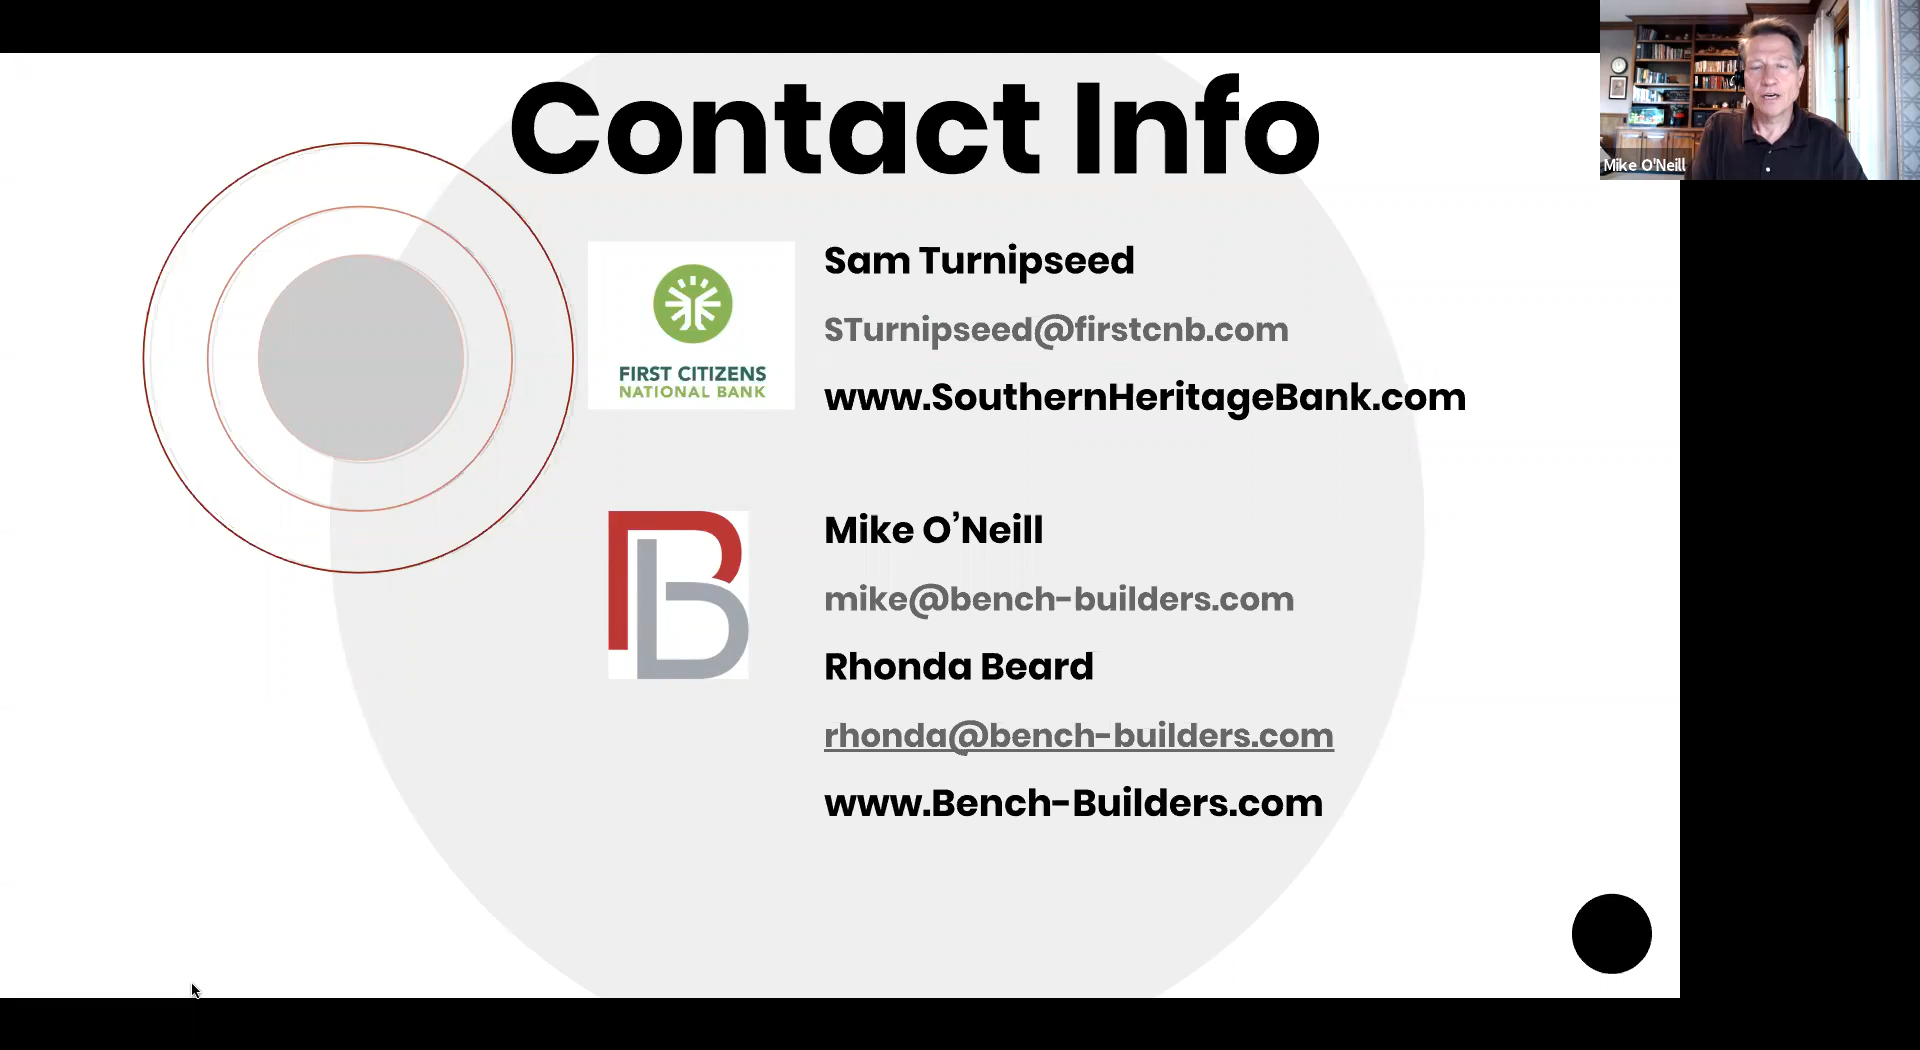 Contact Info
Mike O'Neill
FIRST CITIZENS
NATIONAL BANK
Sam Turnipseed
STurnipseed@firstcnb.com
www.SouthernHeritageBank.com
Mike O’Neill
mike@bench-builders.com
Rhonda Beard
rhonda@bench-builders.com
www.Bench-Builders.com